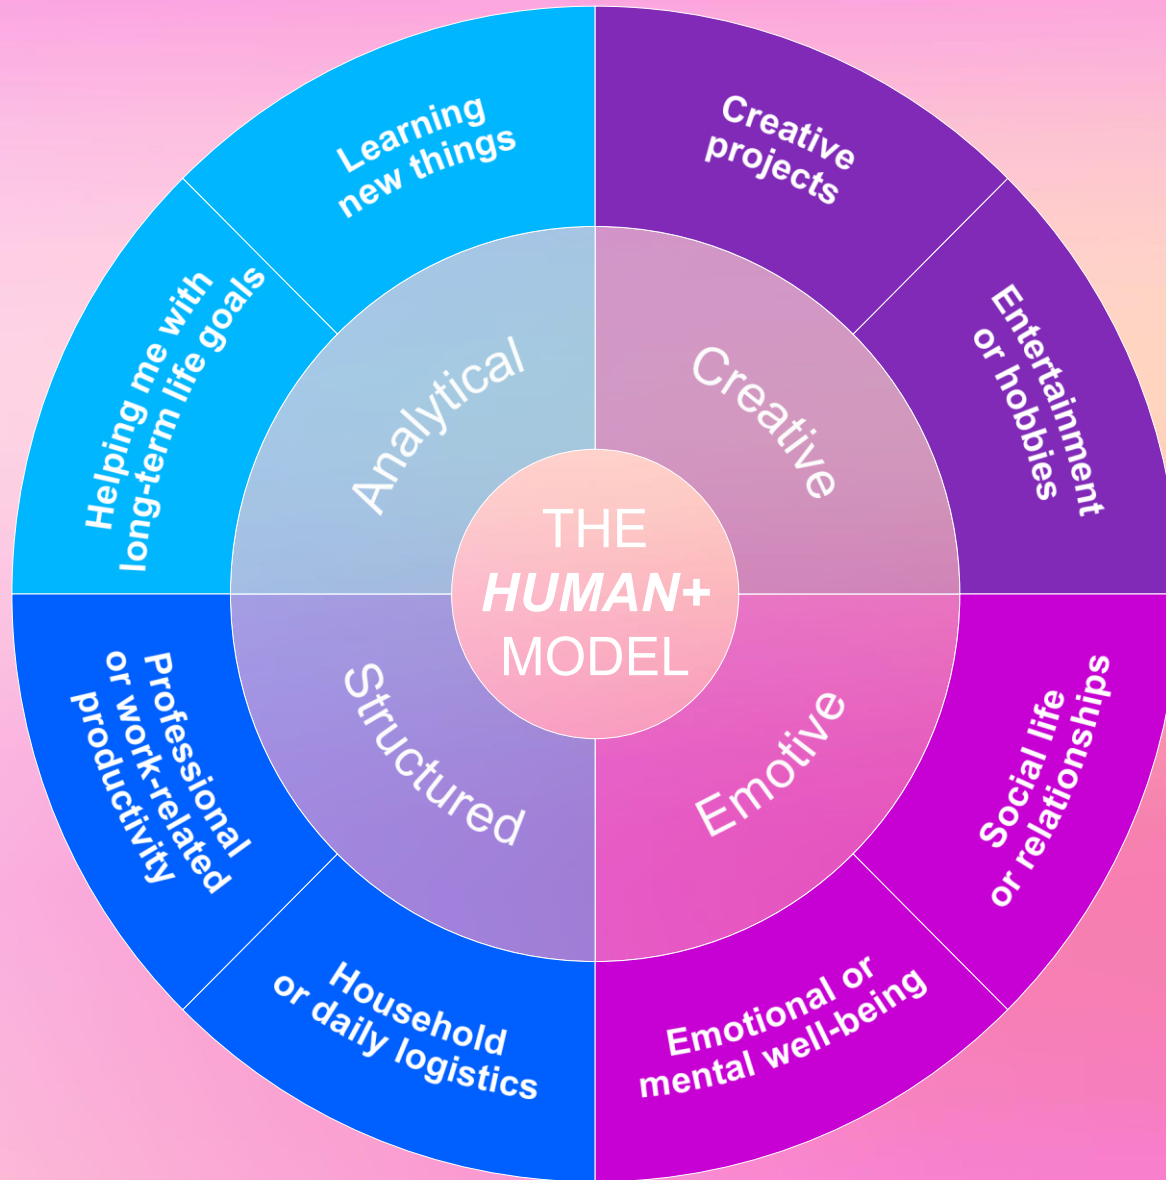 Learning
new things
Creative
projects
Helping me with
long-term life goals
Entertainment
or hobbies
Analytical
Creative
THE
HUMAN+
MODEL
Structured
Emotive
Professional
or work-related
productivity
Social life
or relationships
Household
or daily logistics
Emotional or
mental well-being